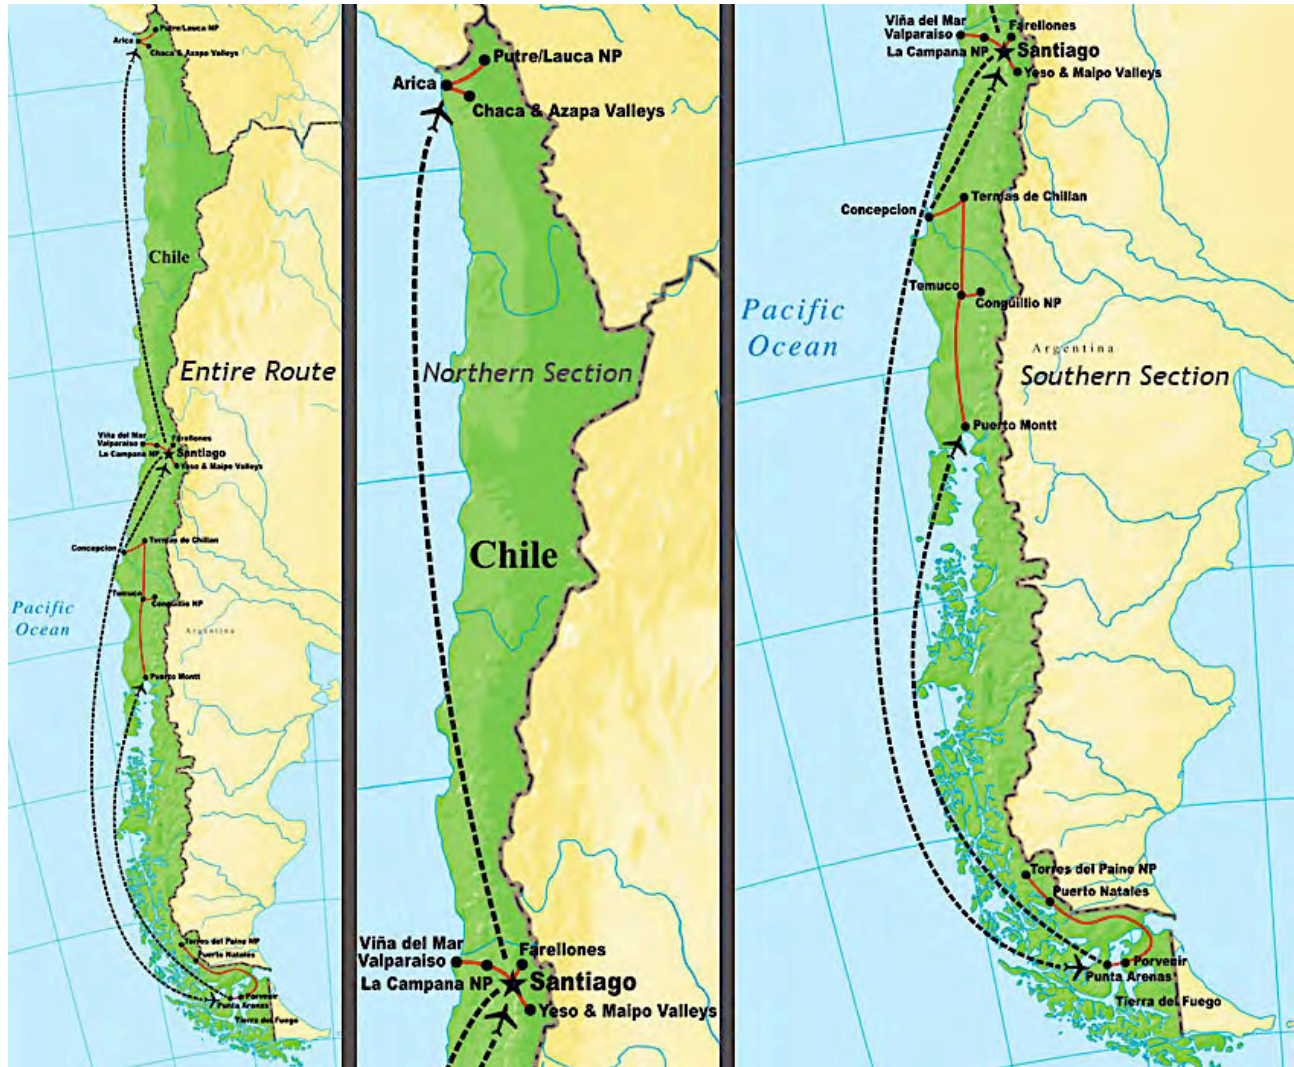 Putre/Lauca NP
Arica
Chaca & Azapa Valleys
Chile
Entire Route
Viña del Mar
Farellones
Valparaiso
Santiago
La Campana NP
Yeso & Maipo Valleys
Termas de Chillan
Concepcion
Temuco
Conguillio NP
Pacific
Ocean
Argentina
Puerto Montt
Torres del Paine NP
Puerto Natales
Porvenir
Punta Arenas
Tierra del Fuego
Putre/Lauca NP
Arica
Chaca & Azapa Valleys
Northern Section
Chile
Viña del Mar
Farellones
Valparaiso
La Campana NP
Santiago
Yeso & Maipo Valleys
Viña del Mar
Farellones
Valparaiso
La Campana NP
Santiago
Yeso & Maipo Valleys
Termas de Chillan
Concepcion
Temuco
Conguillio NP
Pacific
Ocean
Argentina
Southern Section
Puerto Montt
Torres del Paine NP
Puerto Natales
Porvenir
Punta Arenas
Tierra del Fuego